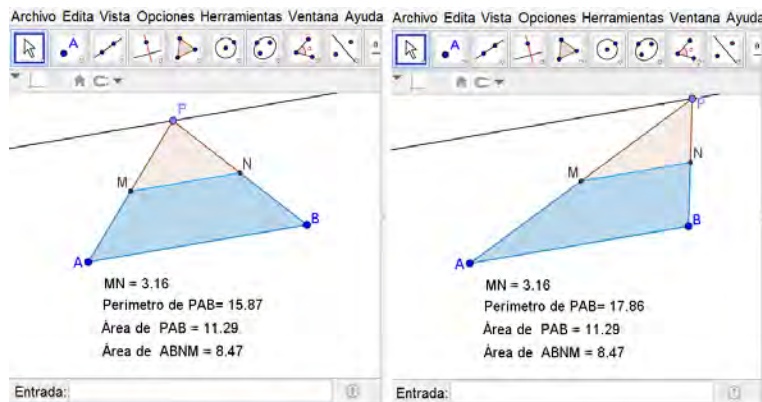 Archivo Edita Vista Opciones Herramientas Ventana Ayuda
A
P
M
N
A
B
MN = 3.16
Perimetro de PAB= 15.87
Área de PAB = 11.29
Área de ABNM = 8.47
Entrada:
Archivo Edita Vista Opciones Herramientas Ventana Ayuda
A
P
M
N
A
B
MN = 3.16
Perimetro de PAB= 17.86
Área de PAB = 11.29
Área de ABNM = 8.47
Entrada: